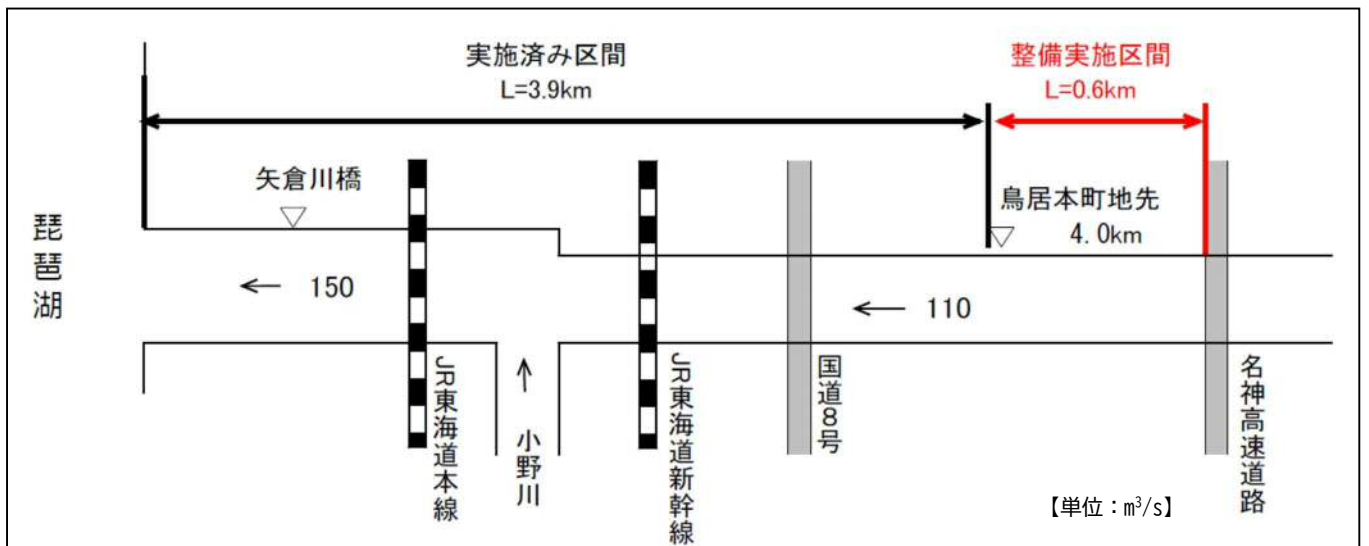 実施済み区間
L=3.9km
整備実施区間
L=0.6km
矢倉川橋
鳥居本町地先
4.0km
琵琶湖
← 150
← 110
JR東海道本線
↑
小野川
JR東海道新幹線
国道8号
名神高速道路
【単位：m³/s】